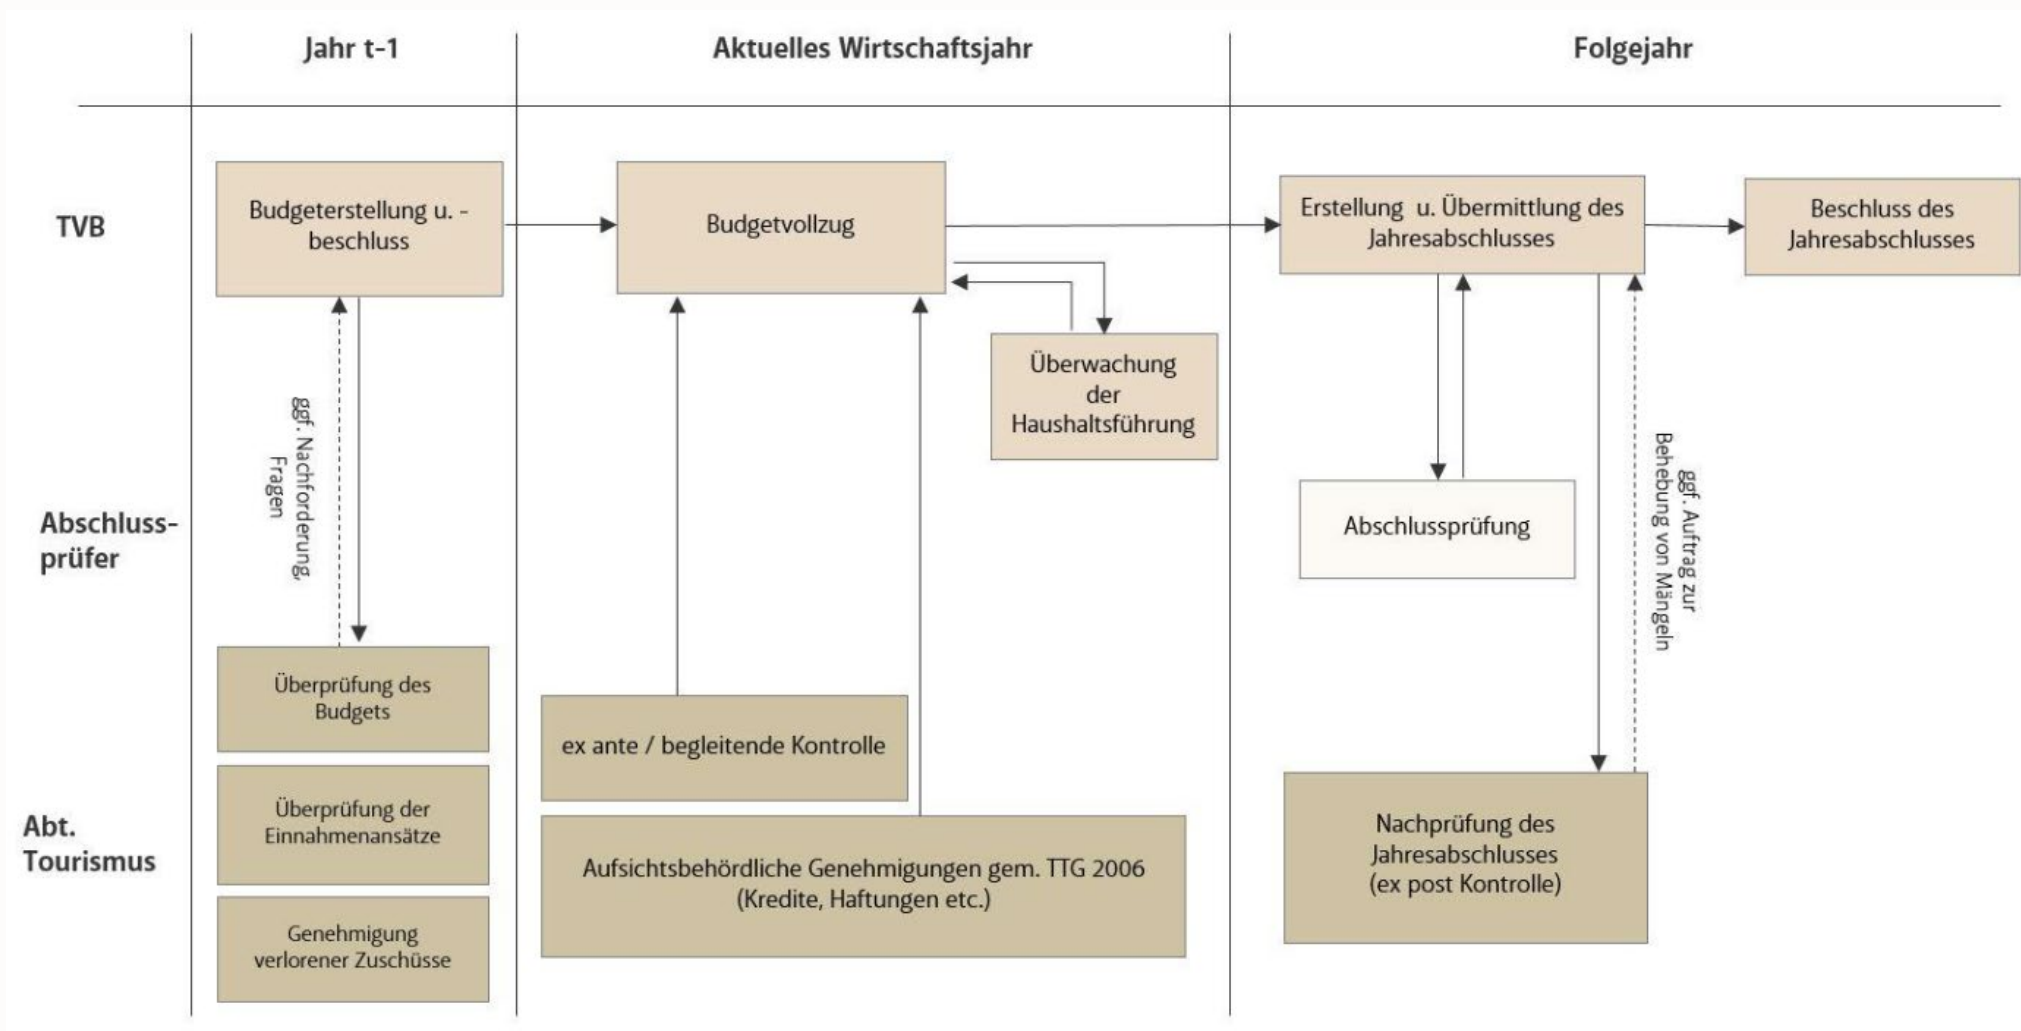 Jahr t-1
Aktuelles Wirtschaftsjahr
Folgejahr
TVB
Budgeterstellung u. -
beschluss
Budgetvollzug
Erstellung u. Übermittlung des
Jahresabschlusses
Beschluss des
Jahresabschlusses
Überwachung
der
Haushaltsführung
ggf. Nachforderung,
Fragen
Abschluss-
prüfer
Abschlussprüfung
ggf. Auftrag zur
Behebung von Mängeln
Abt.
Tourismus
Überprüfung des
Budgets
Überprüfung der
Einnahmenansätze
Genehmigung
verlorener Zuschüsse
ex ante / begleitende Kontrolle
Aufsichtsbehördliche Genehmigungen gem. TTG 2006
(Kredite, Haftungen etc.)
Nachprüfung des
Jahresabschlusses
(ex post Kontrolle)